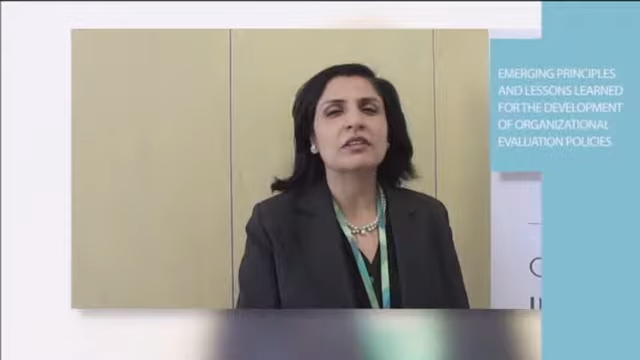 EMERGING PRINCIPLES
AND LESSONS LEARNED
FOR THE DEVELOPMENT
OF ORGANIZATIONAL
EVALUATION POLICIES